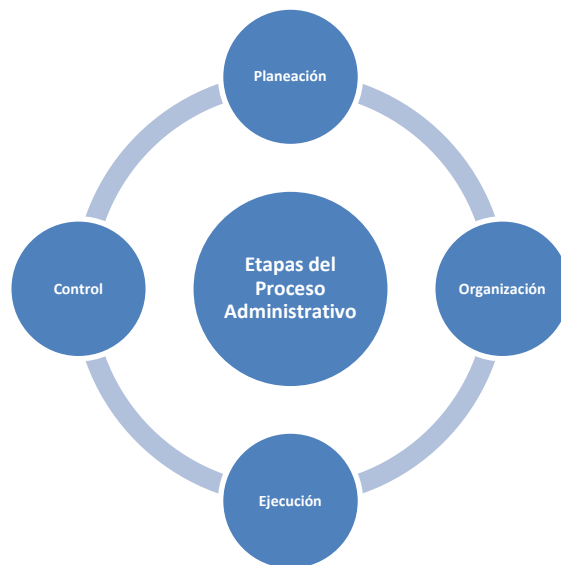 Planeación
Etapas del
Proceso
Administrativo
Control
Organización
Ejecución